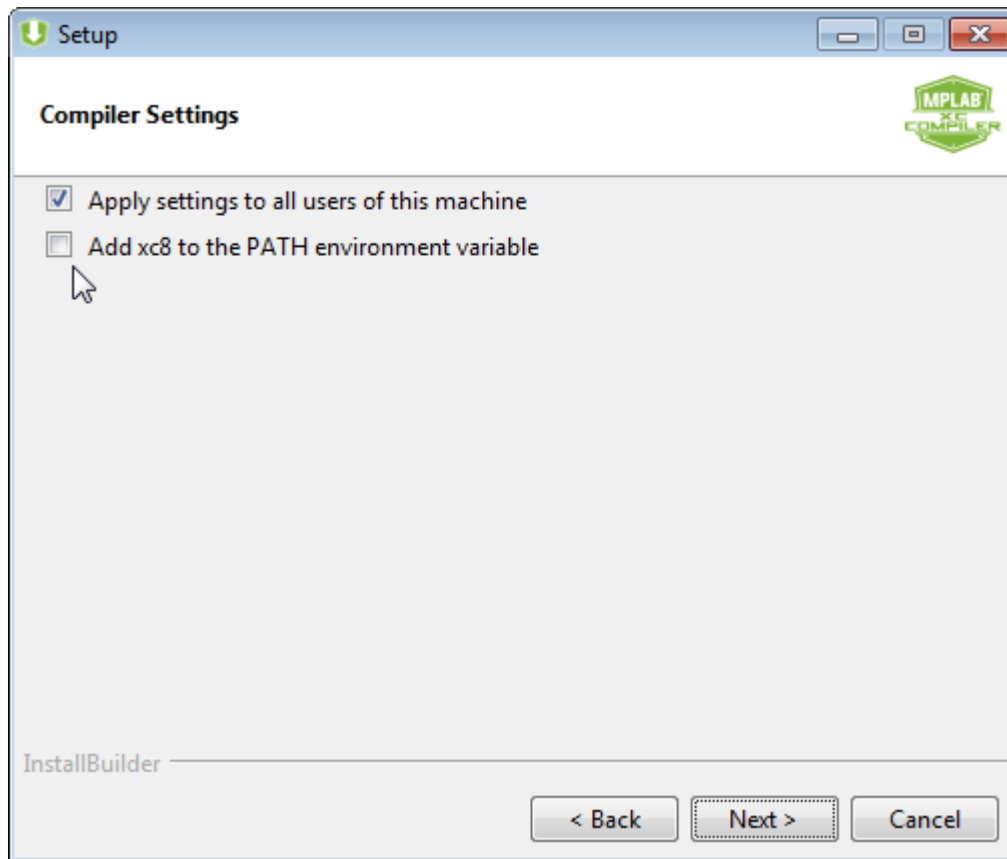 Setup
Compiler Settings
MPLAB
XC
COMPILER
Apply settings to all users of this machine
Add xc8 to the PATH environment variable
InstallBuilder
< Back
Next >
Cancel